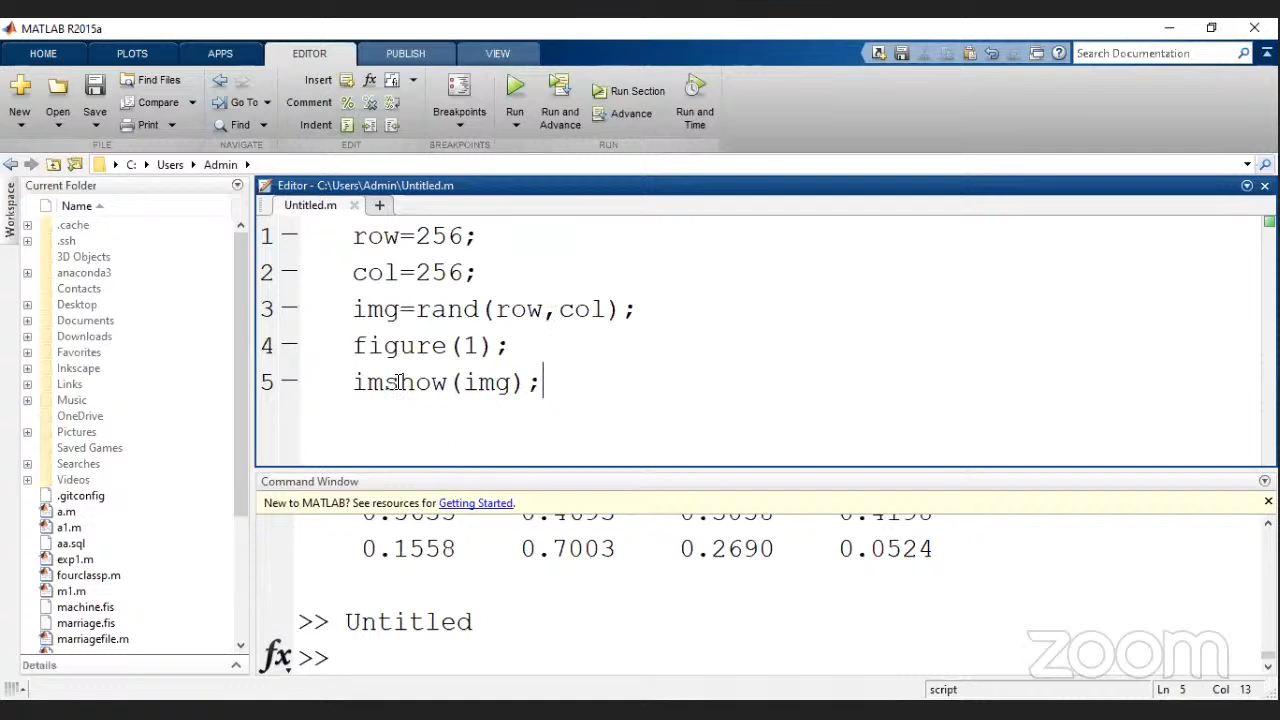 MATLAB R2015a
HOME PLOTS APPS EDITOR PUBLISH VIEW Search Documentation
New Open Save Find Files Compare Print
Go To Find
Insert fx
Comment
Indent
Breakpoints
Run Run and Advance Run Section Advance Run and Time
FILE NAVIGATE EDIT BREAKPOINTS RUN
C: Users Admin
Workspace
Current Folder
Name
.cache
.ssh
3D Objects
anaconda3
Contacts
Desktop
Documents
Downloads
Favorites
Inkscape
Links
Music
OneDrive
Pictures
Saved Games
Searches
Videos
.gitconfig
a.m
a1.m
aa.sql
exp1.m
fourclassp.m
m1.m
machine.fis
marriage.fis
marriagefile.m
Details
Editor - C:\Users\Admin\Untitled.m
Untitled.m
1 row=256;
2 col=256;
3 img=rand(row,col);
4 figure(1);
5 imshow(img);
Command Window
New to MATLAB? See resources for Getting Started.
0.1558 0.7003 0.2690 0.0524
>> Untitled
fx >>
zoom
script Ln 5 Col 13